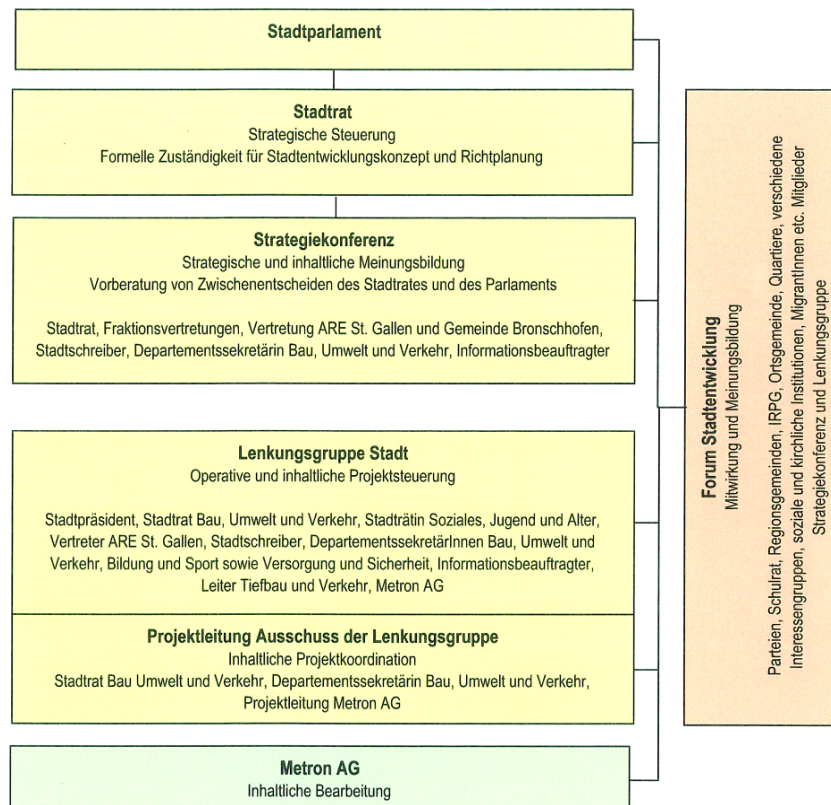 Stadtparlament
Stadtrat
Strategische Steuerung
Formelle Zuständigkeit für Stadtentwicklungskonzept und Richtplanung
Strategiekonferenz
Strategische und inhaltliche Meinungsbildung
Vorberatung von Zwischenentscheiden des Stadtrates und des Parlaments
Stadtrat, Fraktionsvertretungen, Vertretung ARE St. Gallen und Gemeinde Bronschhofen,
Stadtschreiber, Departementssekretärin Bau, Umwelt und Verkehr, Informationsbeauftragter
Lenkungsgruppe Stadt
Operative und inhaltliche Projektsteuerung
Stadtpräsident, Stadtrat Bau, Umwelt und Verkehr, Stadträtin Soziales, Jugend und Alter,
Vertreter ARE St. Gallen, Stadtschreiber, DepartementssekretärInnen Bau, Umwelt und
Verkehr, Bildung und Sport sowie Versorgung und Sicherheit, Informationsbeauftragter,
Leiter Tiefbau und Verkehr, Metron AG
Projektleitung Ausschuss der Lenkungsgruppe
Inhaltliche Projektkoordination
Stadtrat Bau Umwelt und Verkehr, Departementssekretärin Bau, Umwelt und Verkehr,
Projektleitung Metron AG
Metron AG
Inhaltliche Bearbeitung
Forum Stadtentwicklung
Mitwirkung und Meinungsbildung
Parteien, Schulrat, Regionsgemeinden, IRPG, Ortsgemeinde, Quartiere, verschiedene
Interessengruppen, soziale und kirchliche Institutionen, MigrantInnen etc. Mitglieder
Strategiekonferenz und Lenkungsgruppe